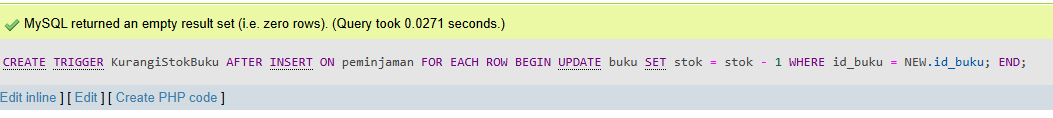 MySQL returned an empty result set (i.e. zero rows). (Query took 0.0271 seconds.)
CREATE TRIGGER KurangiStokBuku AFTER INSERT ON peminjaman FOR EACH ROW BEGIN UPDATE buku SET stok = stok - 1 WHERE id_buku = NEW.id_buku; END;
Edit inline ] [ Edit ] [ Create PHP code ]